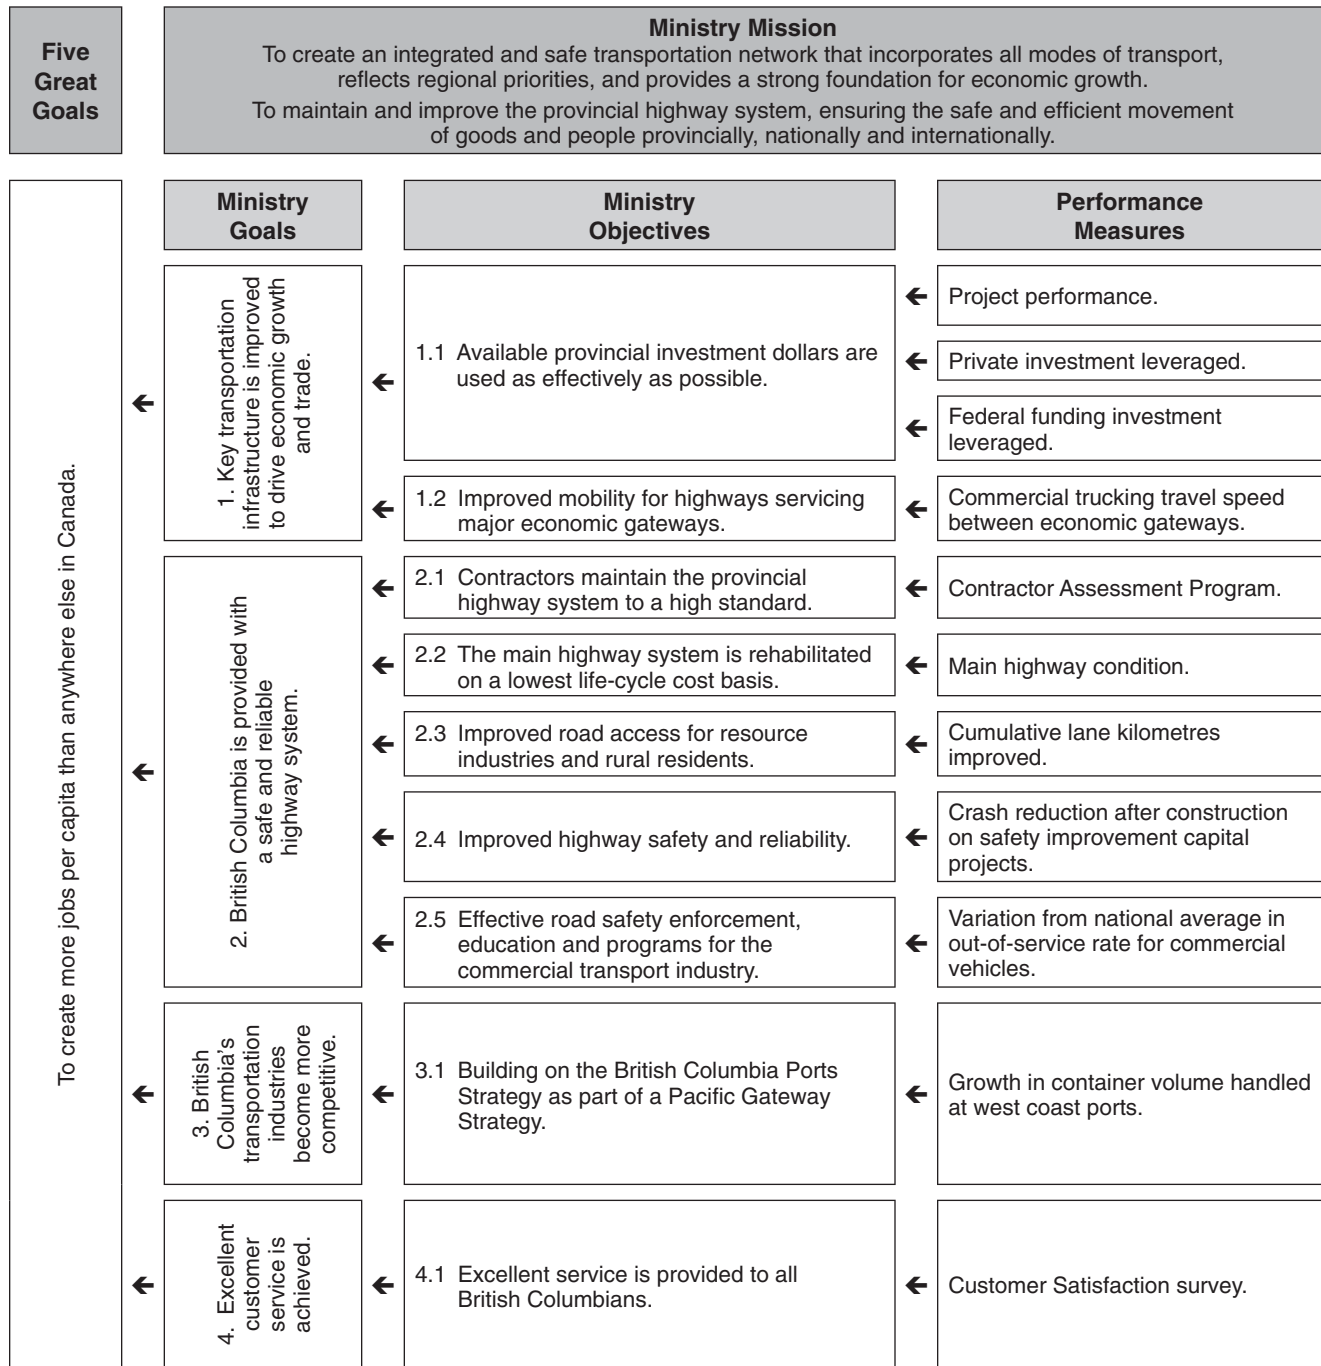 Five
Great
Goals
Ministry Mission
To create an integrated and safe transportation network that incorporates all modes of transport,
reflects regional priorities, and provides a strong foundation for economic growth.
To maintain and improve the provincial highway system, ensuring the safe and efficient movement
of goods and people provincially, nationally and internationally.
To create more jobs per capita than anywhere else in Canada.
Ministry
Goals
Ministry
Objectives
Performance
Measures
1. Key transportation
infrastructure is improved
to drive economic growth
and trade.
1.1 Available provincial investment dollars are
used as effectively as possible.
Project performance.
Private investment leveraged.
Federal funding investment
leveraged.
1.2 Improved mobility for highways servicing
major economic gateways.
Commercial trucking travel speed
between economic gateways.
2. British Columbia is provided with
a safe and reliable
highway system.
2.1 Contractors maintain the provincial
highway system to a high standard.
Contractor Assessment Program.
2.2 The main highway system is rehabilitated
on a lowest life-cycle cost basis.
Main highway condition.
2.3 Improved road access for resource
industries and rural residents.
Cumulative lane kilometres
improved.
2.4 Improved highway safety and reliability.
Crash reduction after construction
on safety improvement capital
projects.
2.5 Effective road safety enforcement,
education and programs for the
commercial transport industry.
Variation from national average in
out-of-service rate for commercial
vehicles.
3. British
Columbia's
transportation
industries
become more
competitive.
3.1 Building on the British Columbia Ports
Strategy as part of a Pacific Gateway
Strategy.
Growth in container volume handled
at west coast ports.
4. Excellent
customer
service is
achieved.
4.1 Excellent service is provided to all
British Columbians.
Customer Satisfaction survey.